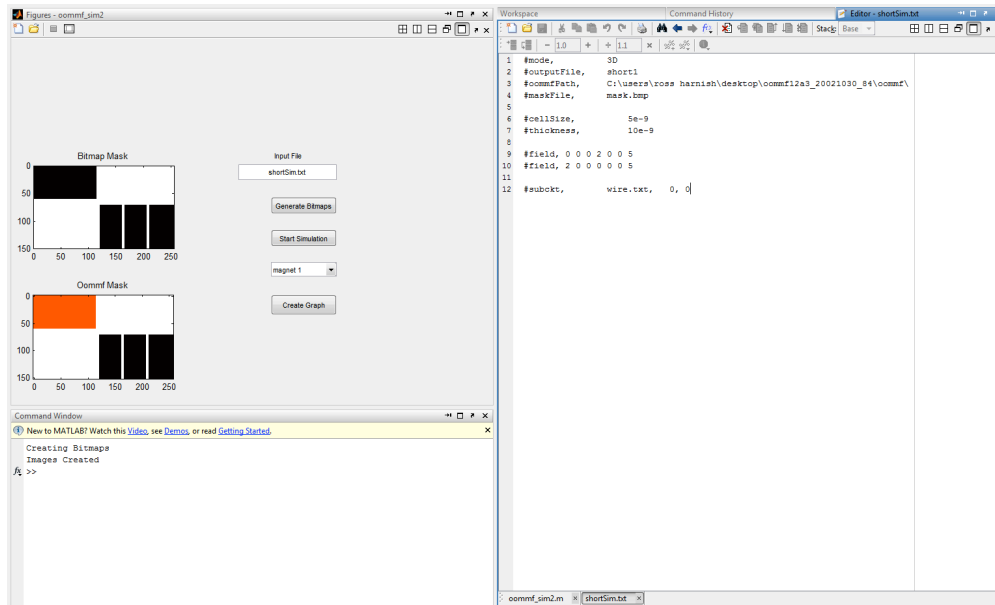 Figures - oommf_sim2
Bitmap Mask
0
50
100
150
0 50 100 150 200 250
Oommf Mask
0
50
100
150
0 50 100 150 200 250
Input File
shortSim.txt
Generate Bitmaps
Start Simulation
magnet 1
Create Graph
Command Window
New to MATLAB? Watch this Video, see Demos, or read Getting Started.
Creating Bitmaps
Images Created
fx >>
Workspace
Command History
Editor - shortSim.txt
Stack: Base
- 1.0 + ÷ 1.1 ×
1 #mode, 3D
2 #outputFile, short1
3 #oommfPath, C:\users\ross harnish\desktop\oommf12a3_20021030_84\oommf\
4 #maskFile, mask.bmp
5
6 #cellSize, 5e-9
7 #thickness, 10e-9
8
9 #field, 0 0 0 2 0 0 5
10 #field, 2 0 0 0 0 0 5
11
12 #subckt, wire.txt, 0, 0
oommf_sim2.m × shortSim.txt ×